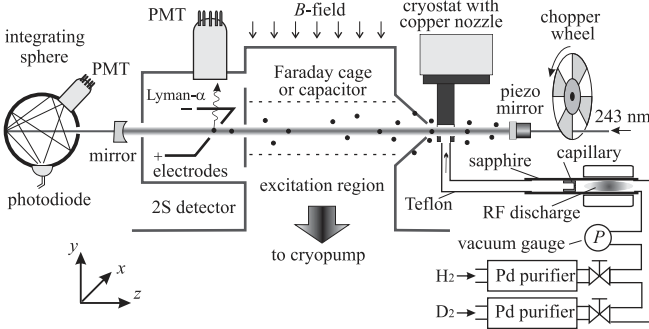 integrating
sphere
PMT
PMT
B-field
cryostat with
copper nozzle
chopper
wheel
Lyman-α
−
Faraday cage
or capacitor
piezo
mirror
243 nm
mirror
+
electrodes
photodiode
2S detector
excitation region
to cryopump
sapphire
capillary
Teflon
RF discharge
vacuum gauge
P
H2
Pd purifier
D2
Pd purifier
y
x
z